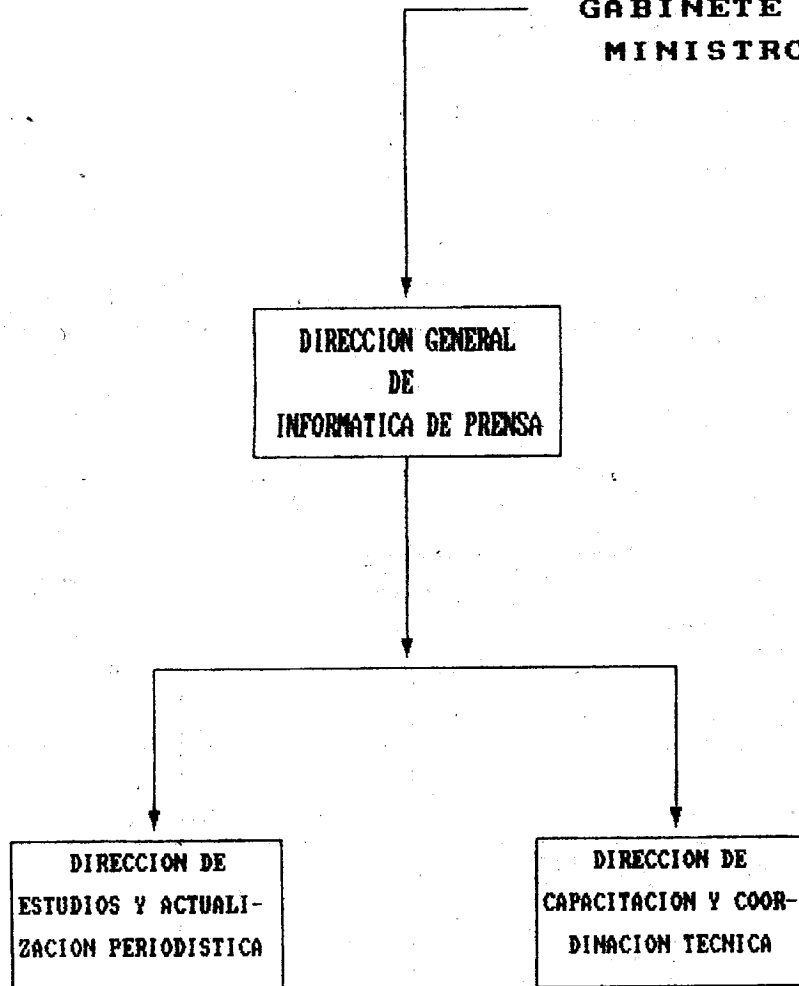 GABINETE
MINISTRO
DIRECCION GENERAL
DE
INFORMATICA DE PRENSA
DIRECCION DE
ESTUDIOS Y ACTUALI-
ZACION PERIODISTICA
DIRECCION DE
CAPACITACION Y COOR-
DINACION TECNICA